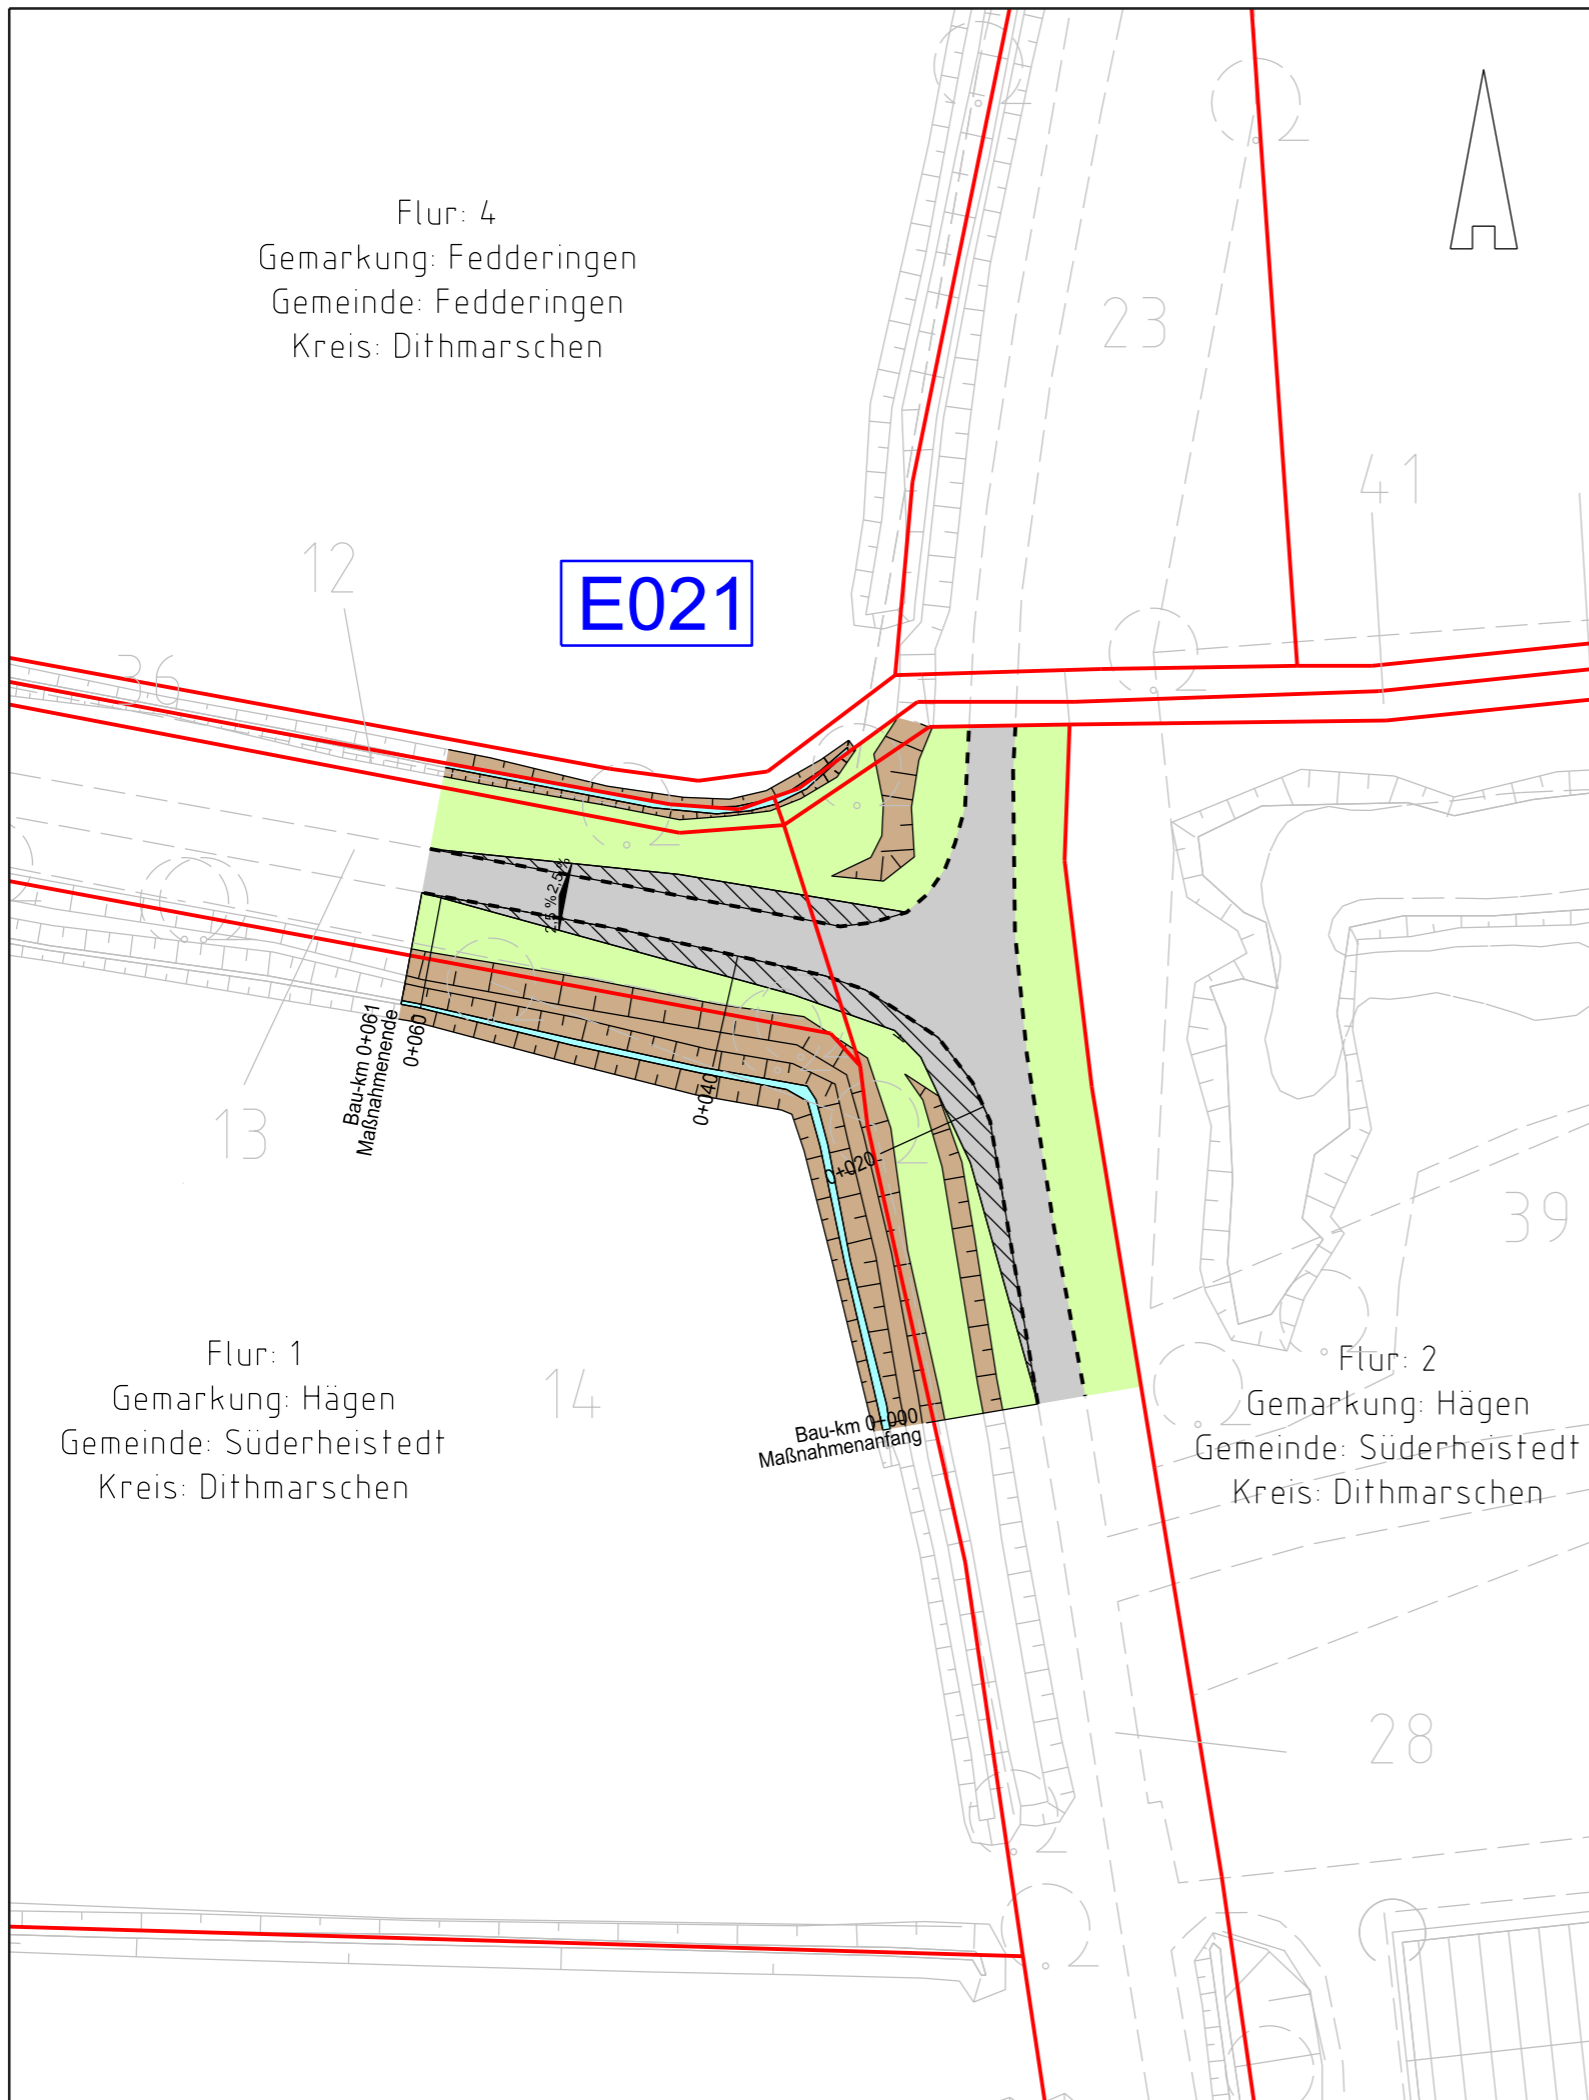 Flur: 4
Gemarkung: Fedderingen
Gemeinde: Fedderingen
Kreis: Dithmarschen
23
41
12
E021
36
2,5 % 2,5 %
Bau-km 0+061
Maßnahmenende
0+060
0+040
0+020
13
39
Flur: 1
Gemarkung: Hägen
Gemeinde: Süderheistedt
Kreis: Dithmarschen
14
Flur: 2
Gemarkung: Hägen
Gemeinde: Süderheistedt
Kreis: Dithmarschen
Bau-km 0+000
Maßnahmenanfang
28